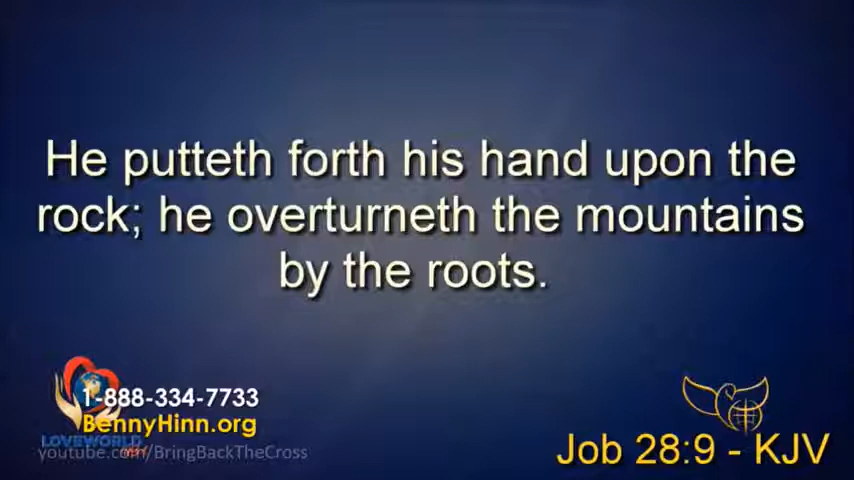 He putteth forth his hand upon the
rock; he overturneth the mountains
by the roots.
1-888-334-7733
BennyHinn.org
LOVEWORLD
youtube.com/BringBackTheCross
Job 28:9 - KJV